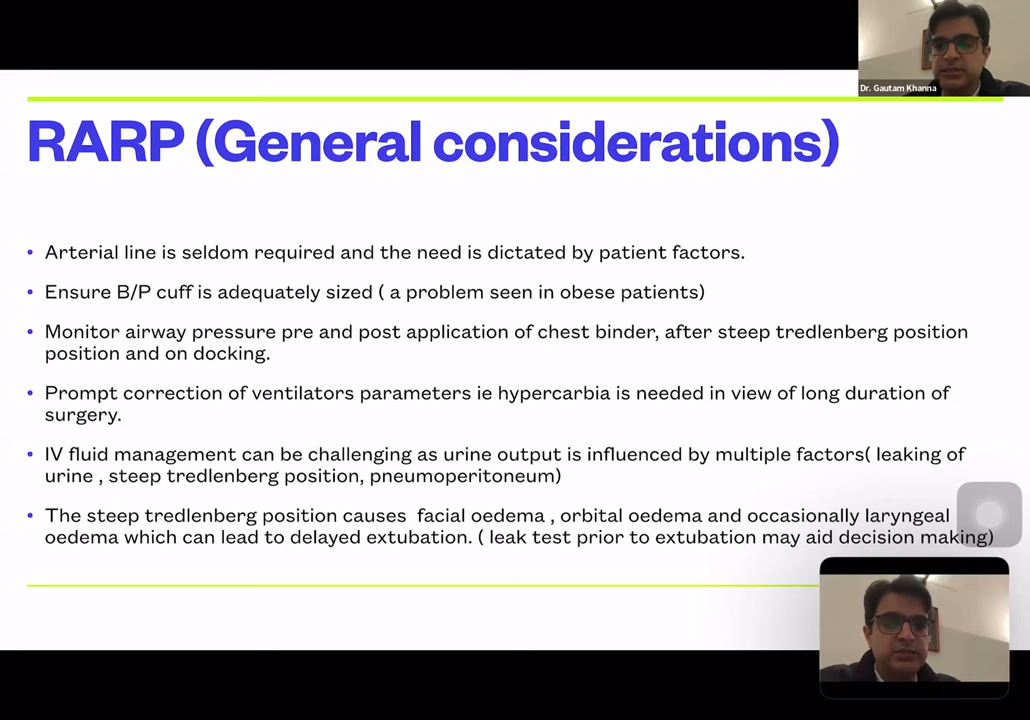 Dr. Gautam Khanna
RARP (General considerations)
• Arterial line is seldom required and the need is dictated by patient factors.
• Ensure B/P cuff is adequately sized ( a problem seen in obese patients)
• Monitor airway pressure pre and post application of chest binder, after steep tredlenberg position
position and on docking.
• Prompt correction of ventilators parameters ie hypercarbia is needed in view of long duration of
surgery.
• IV fluid management can be challenging as urine output is influenced by multiple factors( leaking of
urine , steep tredlenberg position, pneumoperitoneum)
• The steep tredlenberg position causes facial oedema , orbital oedema and occasionally laryngeal
oedema which can lead to delayed extubation. ( leak test prior to extubation may aid decision making)